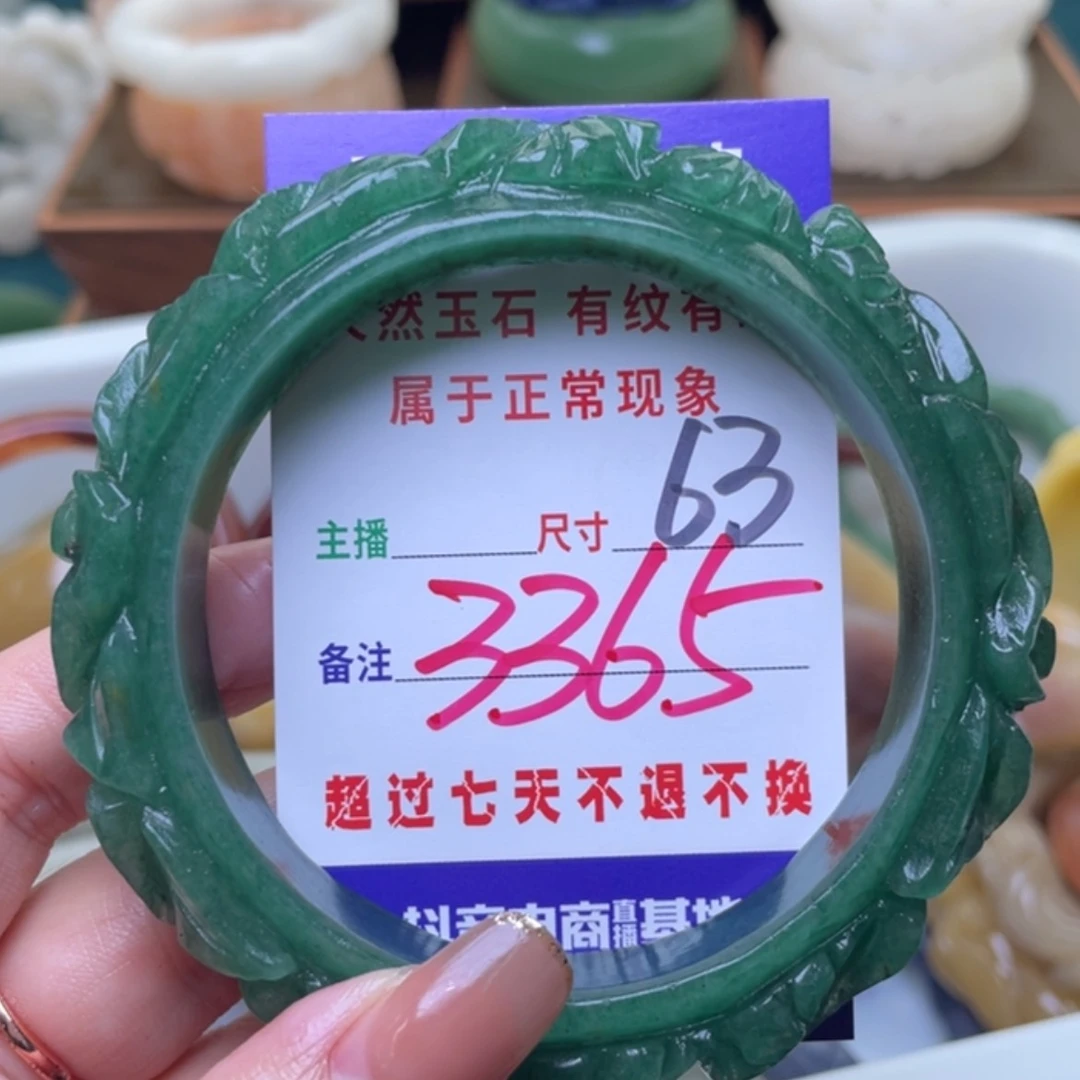 然玉石 有纹有
属于正常现象
主播 尺寸 63
备注 3365
超过七天不退不换
抖音电商直播基地